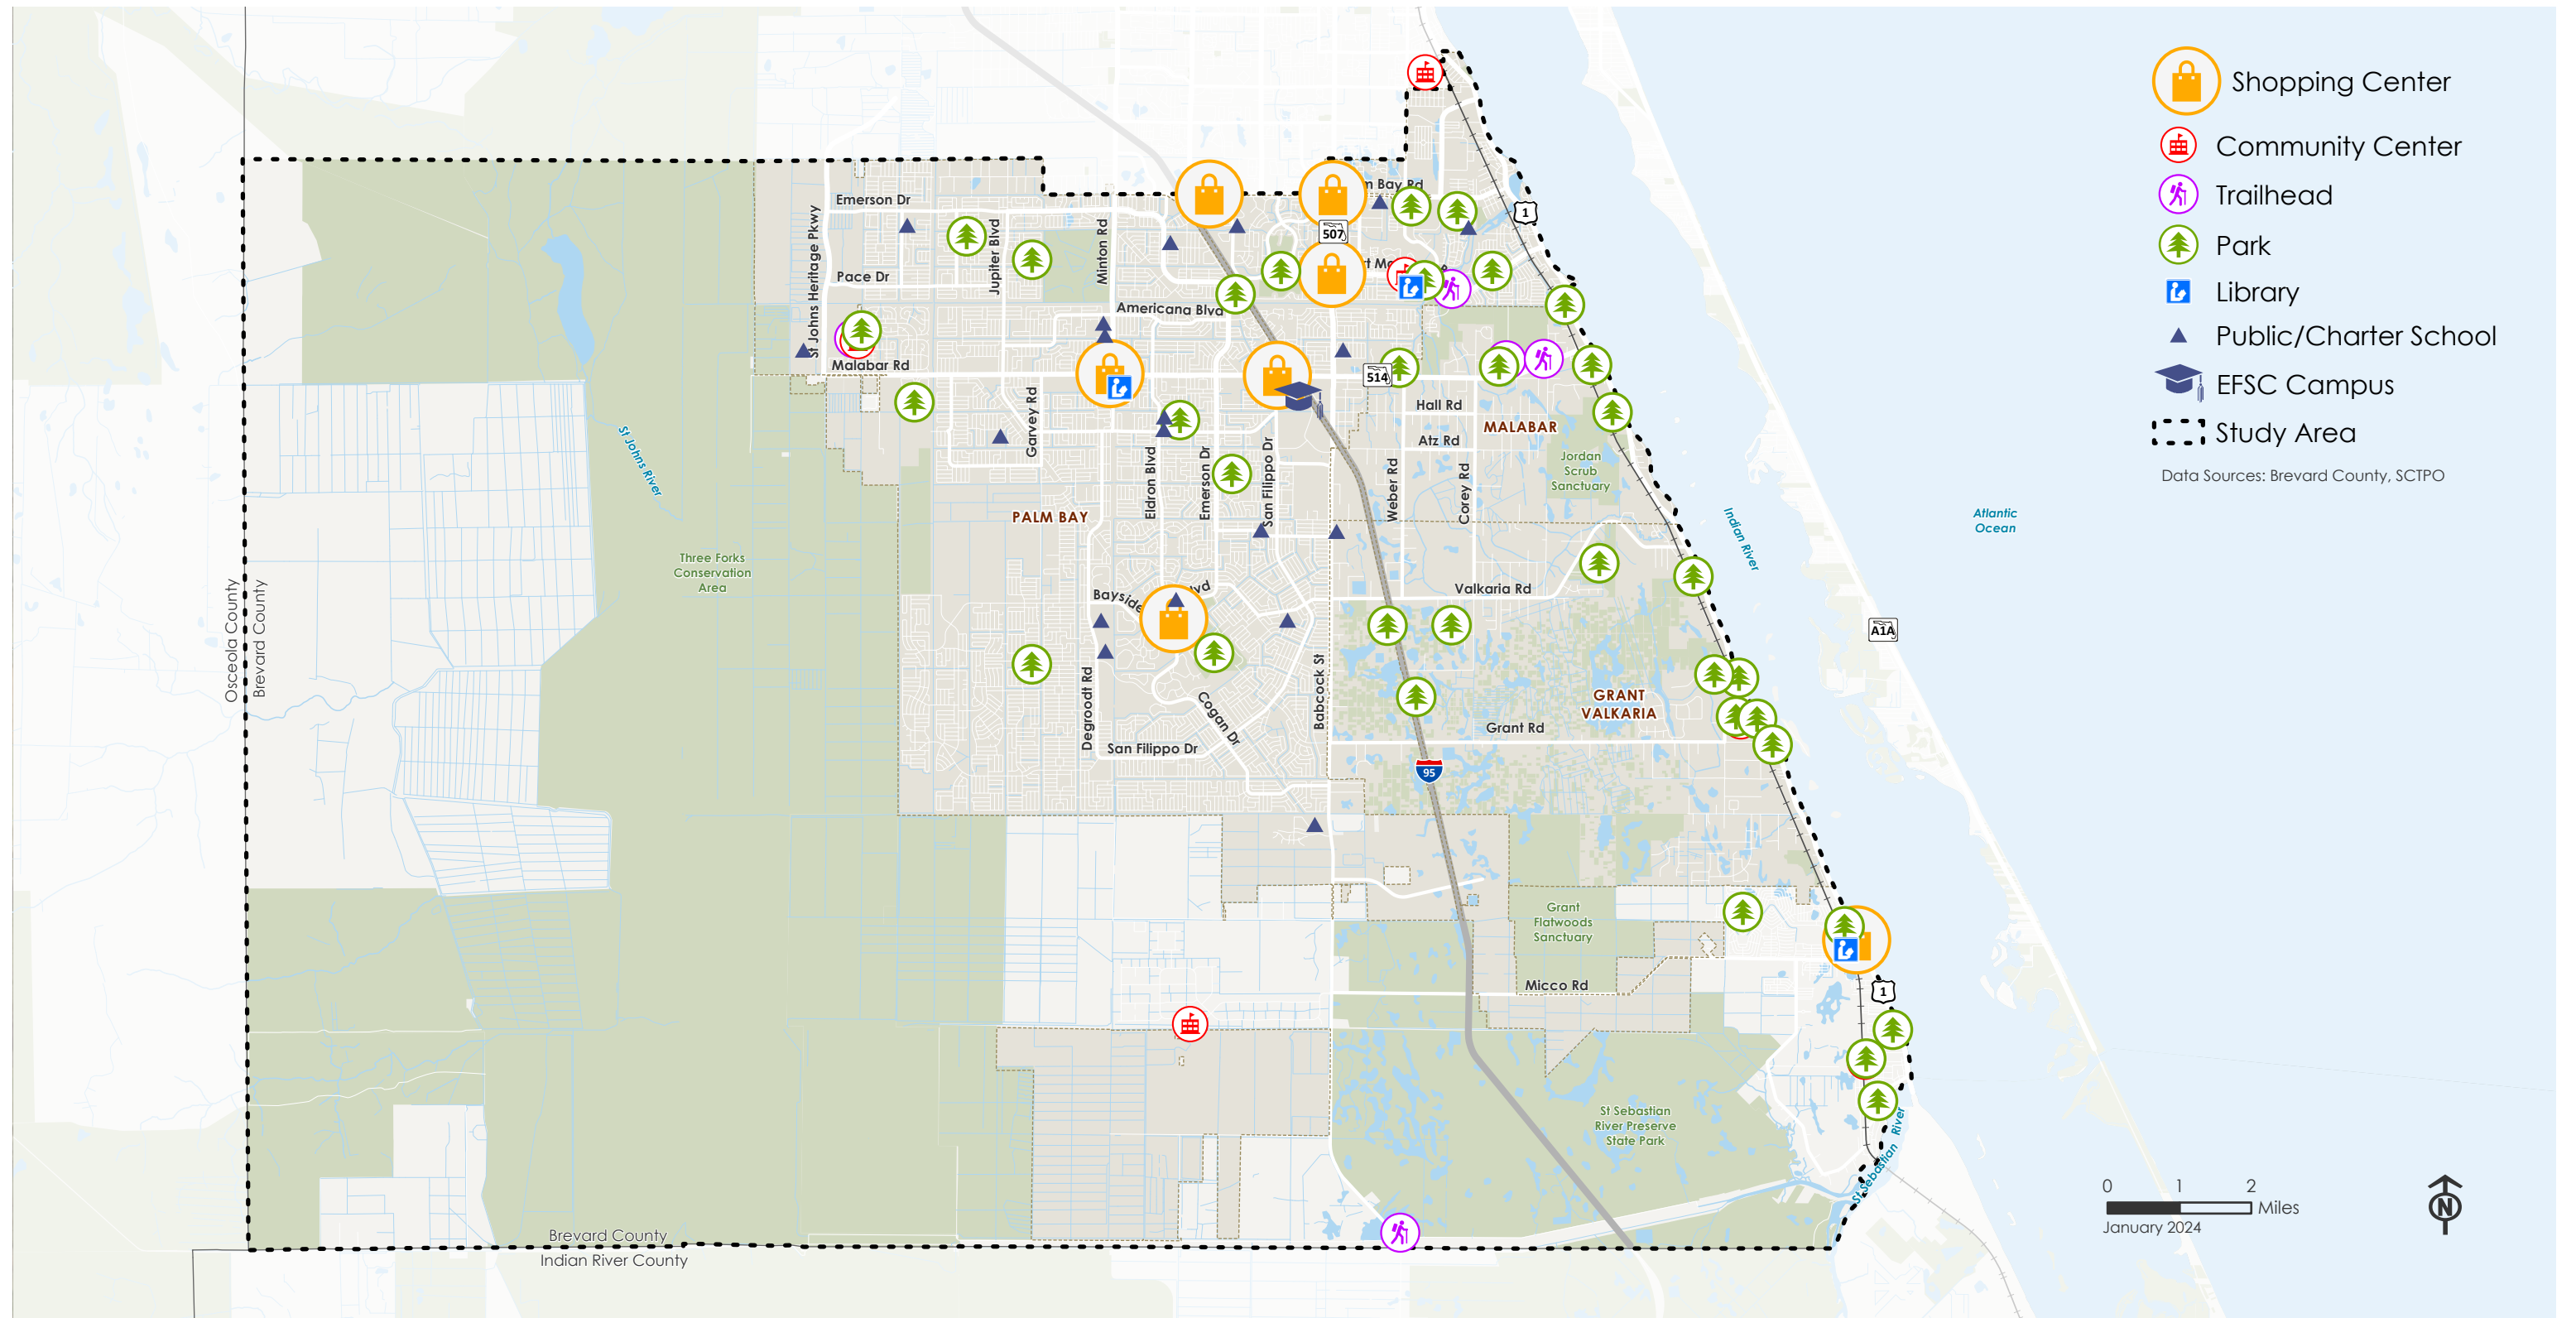 Shopping Center
Community Center
Trailhead
Park
Library
Public/Charter School
EFSC Campus
Study Area
Data Sources: Brevard County, SCTPO
Bay Rd
1
Emerson Dr
507
St Johns Heritage Pkwy
Jupiter Blvd
Minton Rd
Pace Dr
Americana Blvd
Malabar Rd
514
Garvey Rd
Hall Rd
MALABAR
Atz Rd
St Johns River
Eldron Blvd
Emerson Dr
San Filippo Dr
Weber Rd
Corey Rd
Jordan
Scrub
Sanctuary
PALM BAY
Indian River
Atlantic
Ocean
Three Forks
Conservation
Area
Osceola County
Brevard County
Bayside
Valkaria Rd
A1A
Degroodt Rd
Cogan Dr
Babcock St
GRANT
VALKARIA
Grant Rd
San Filippo Dr
95
Grant
Flatwoods
Sanctuary
Micco Rd
1
St Sebastian
River Preserve
State Park
St Sebastian River
0 1 2
Miles
January 2024
N
Brevard County
Indian River County